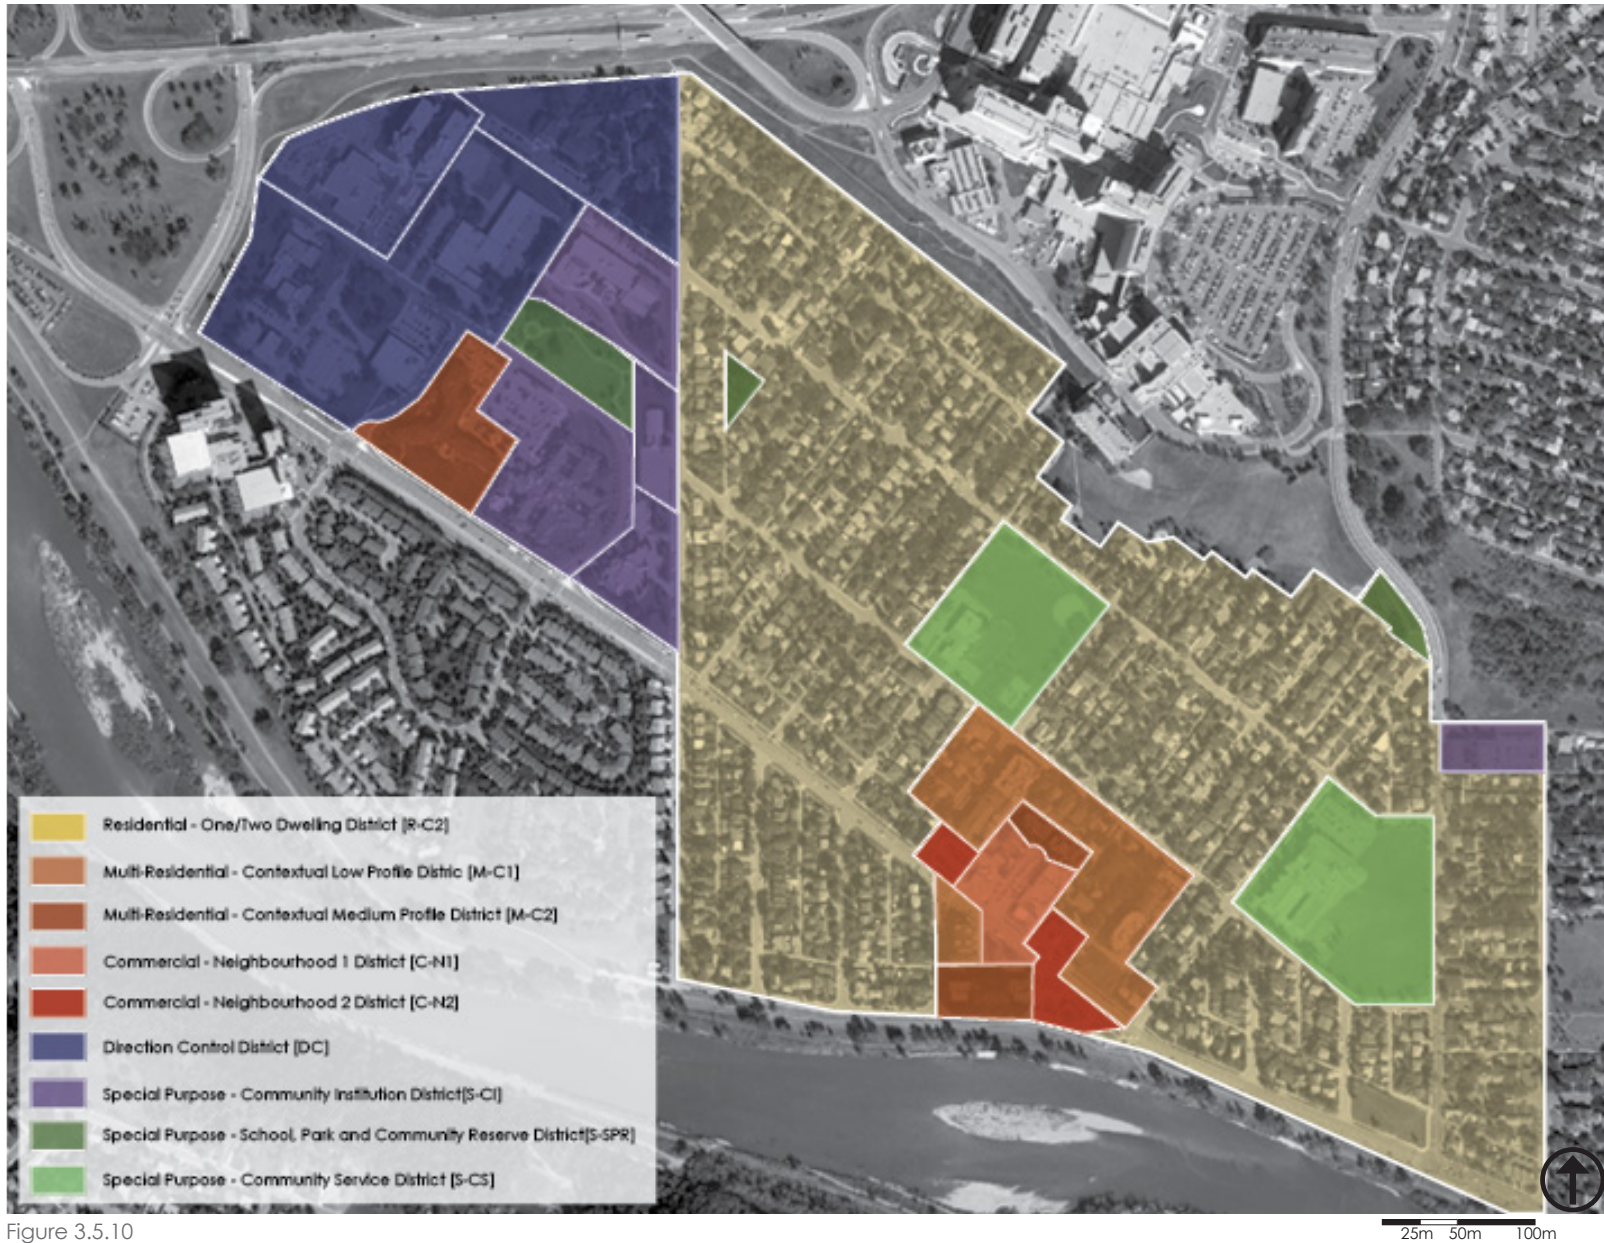 Residential - One/Two Dwelling District [R-C2]
Multi-Residential - Contextual Low Profile Distric [M-C1]
Multi-Residential - Contextual Medium Profile District [M-C2]
Commercial - Neighbourhood 1 District [C-N1]
Commercial - Neighbourhood 2 District [C-N2]
Direction Control District [DC]
Special Purpose - Community Institution District[S-CI]
Special Purpose - School, Park and Community Reserve District[S-SPR]
Special Purpose - Community Service District [S-CS]
Figure 3.5.10
25m 50m 100m